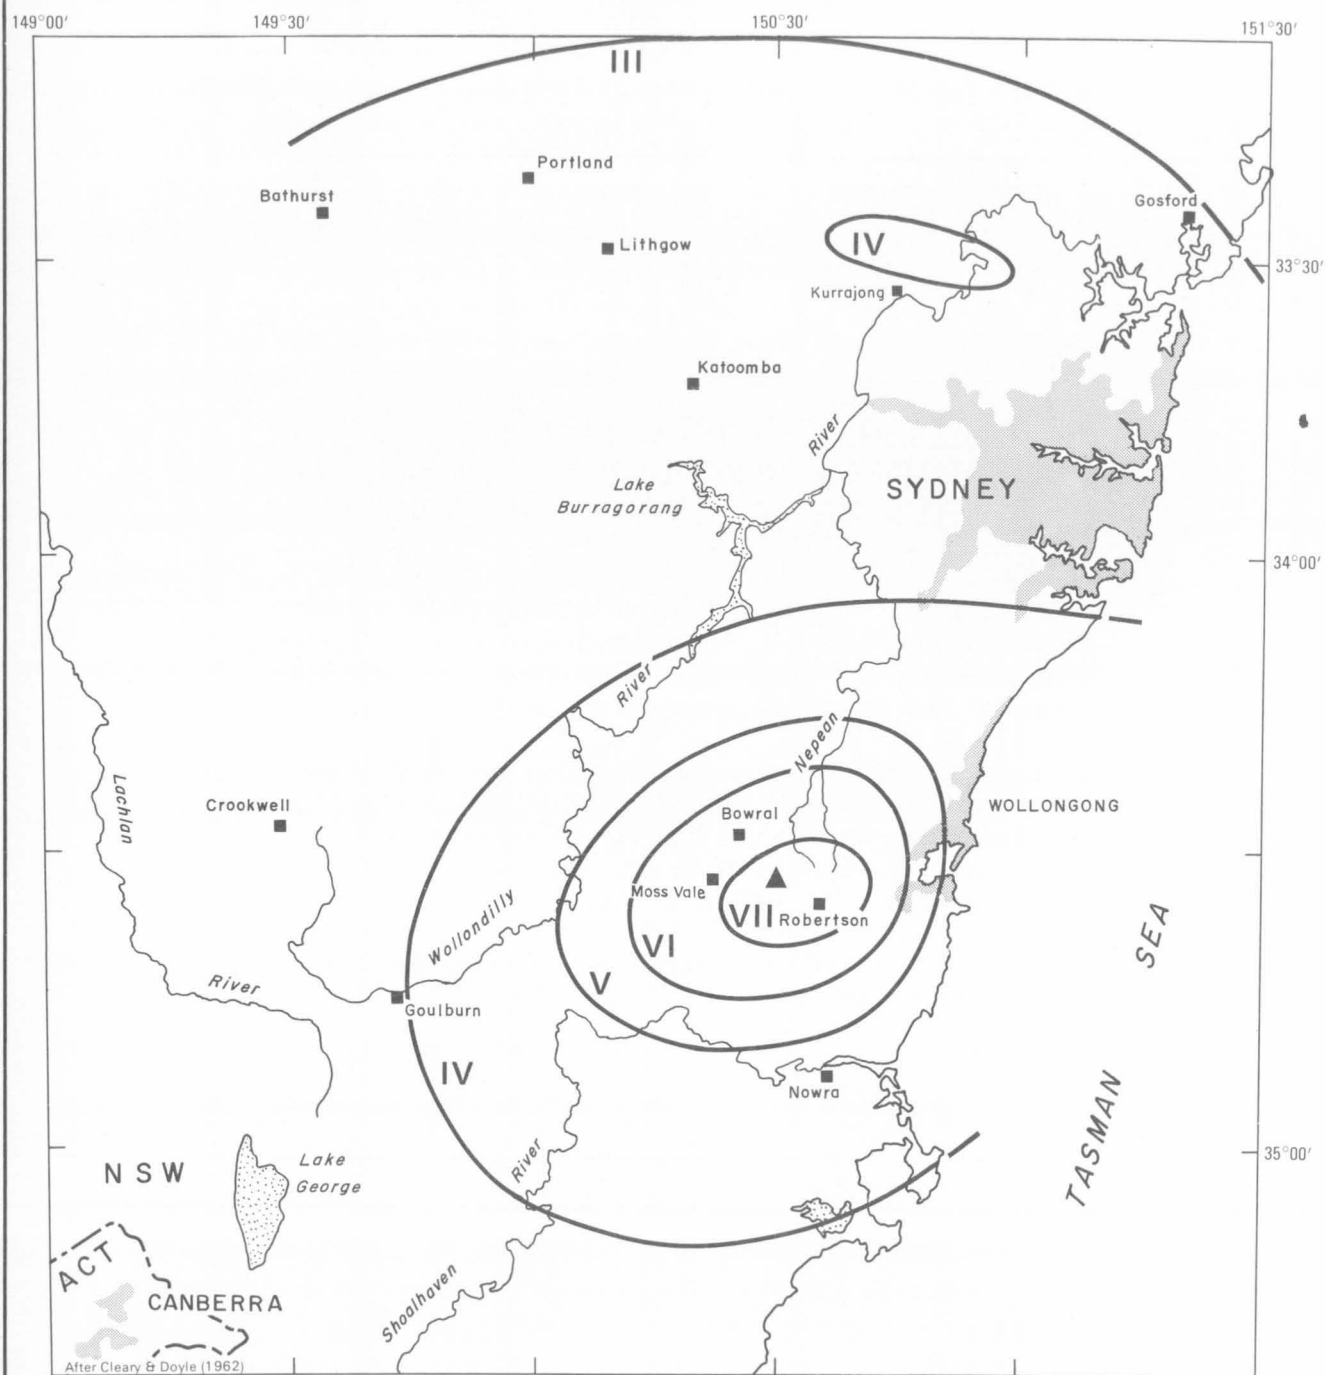 149°00′
149°30′
150°30′
151°30′
III
Portland
Bathurst
Gosford
Lithgow
IV
33°30′
Kurrajong
Katoomba
River
Lake
Burragorang
SYDNEY
34°00′
River
Nepean
Lachlan
Crookwell
Bowral
WOLLONGONG
Moss Vale
VII
Robertson
Wollondilly
VI
V
SEA
River
Goulburn
IV
Nowra
TASMAN
River
35°00′
NSW
Lake
George
ACT
CANBERRA
Shoalhaven
After Cleary & Doyle (1962)